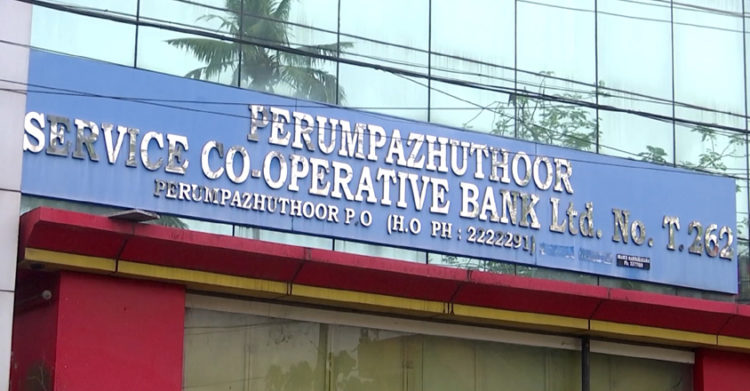 PERUMPAZHUTHOOR
SERVICE CO-OPERATIVE BANK Ltd. No. T. 262
PERUMPAZHUTHOOR P.O (H.O PH : 2222291)